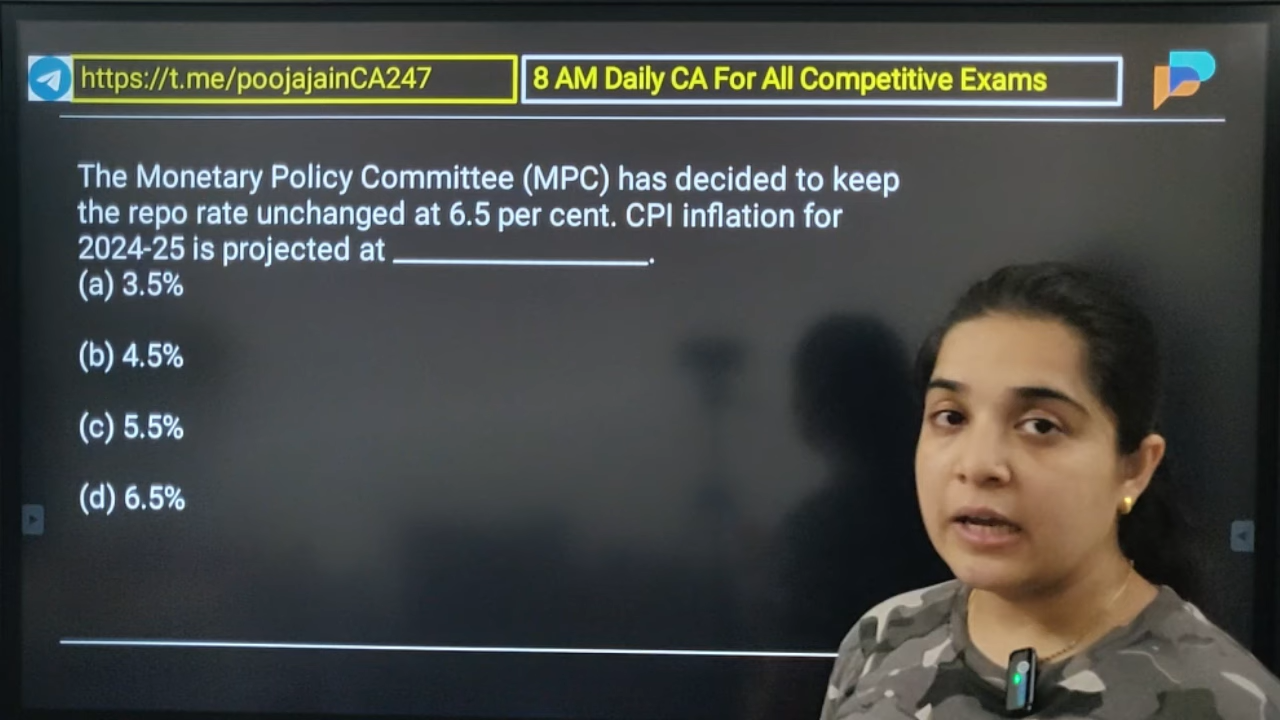 https://t.me/poojajainCA247
8 AM Daily CA For All Competitive Exams
The Monetary Policy Committee (MPC) has decided to keep
the repo rate unchanged at 6.5 per cent. CPI inflation for
2024-25 is projected at ________________.
(a) 3.5%
(b) 4.5%
(c) 5.5%
(d) 6.5%